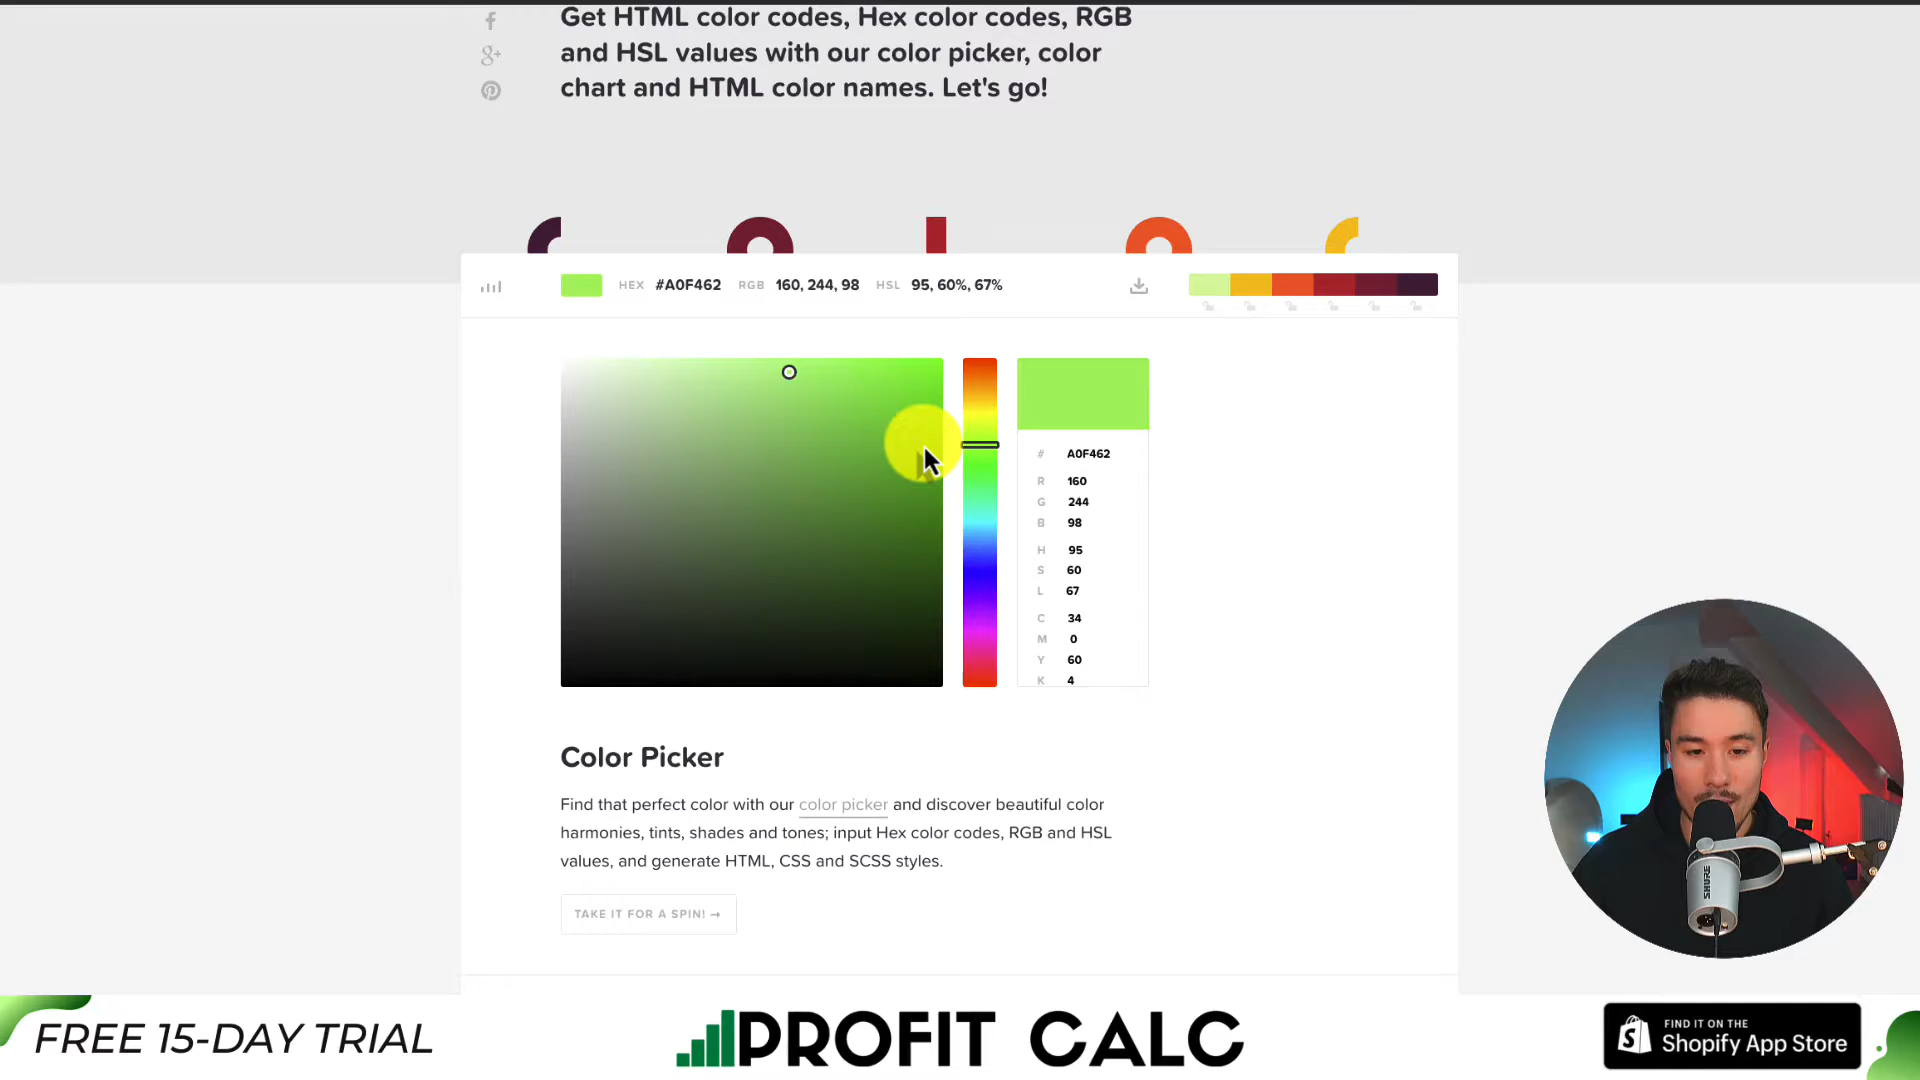 Get HTML color codes, Hex color codes, RGB
and HSL values with our color picker, color
chart and HTML color names. Let's go!
HEX #A0F462 RGB 160, 244, 98 HSL 95, 60%, 67%
# A0F462
R 160
G 244
B 98
H 95
S 60
L 67
C 34
M 0
Y 60
K 4
Color Picker
Find that perfect color with our color picker and discover beautiful color
harmonies, tints, shades and tones; input Hex color codes, RGB and HSL
values, and generate HTML, CSS and SCSS styles.
TAKE IT FOR A SPIN! →
SHURE
FREE 15-DAY TRIAL
PROFIT CALC
FIND IT ON THE
Shopify App Store